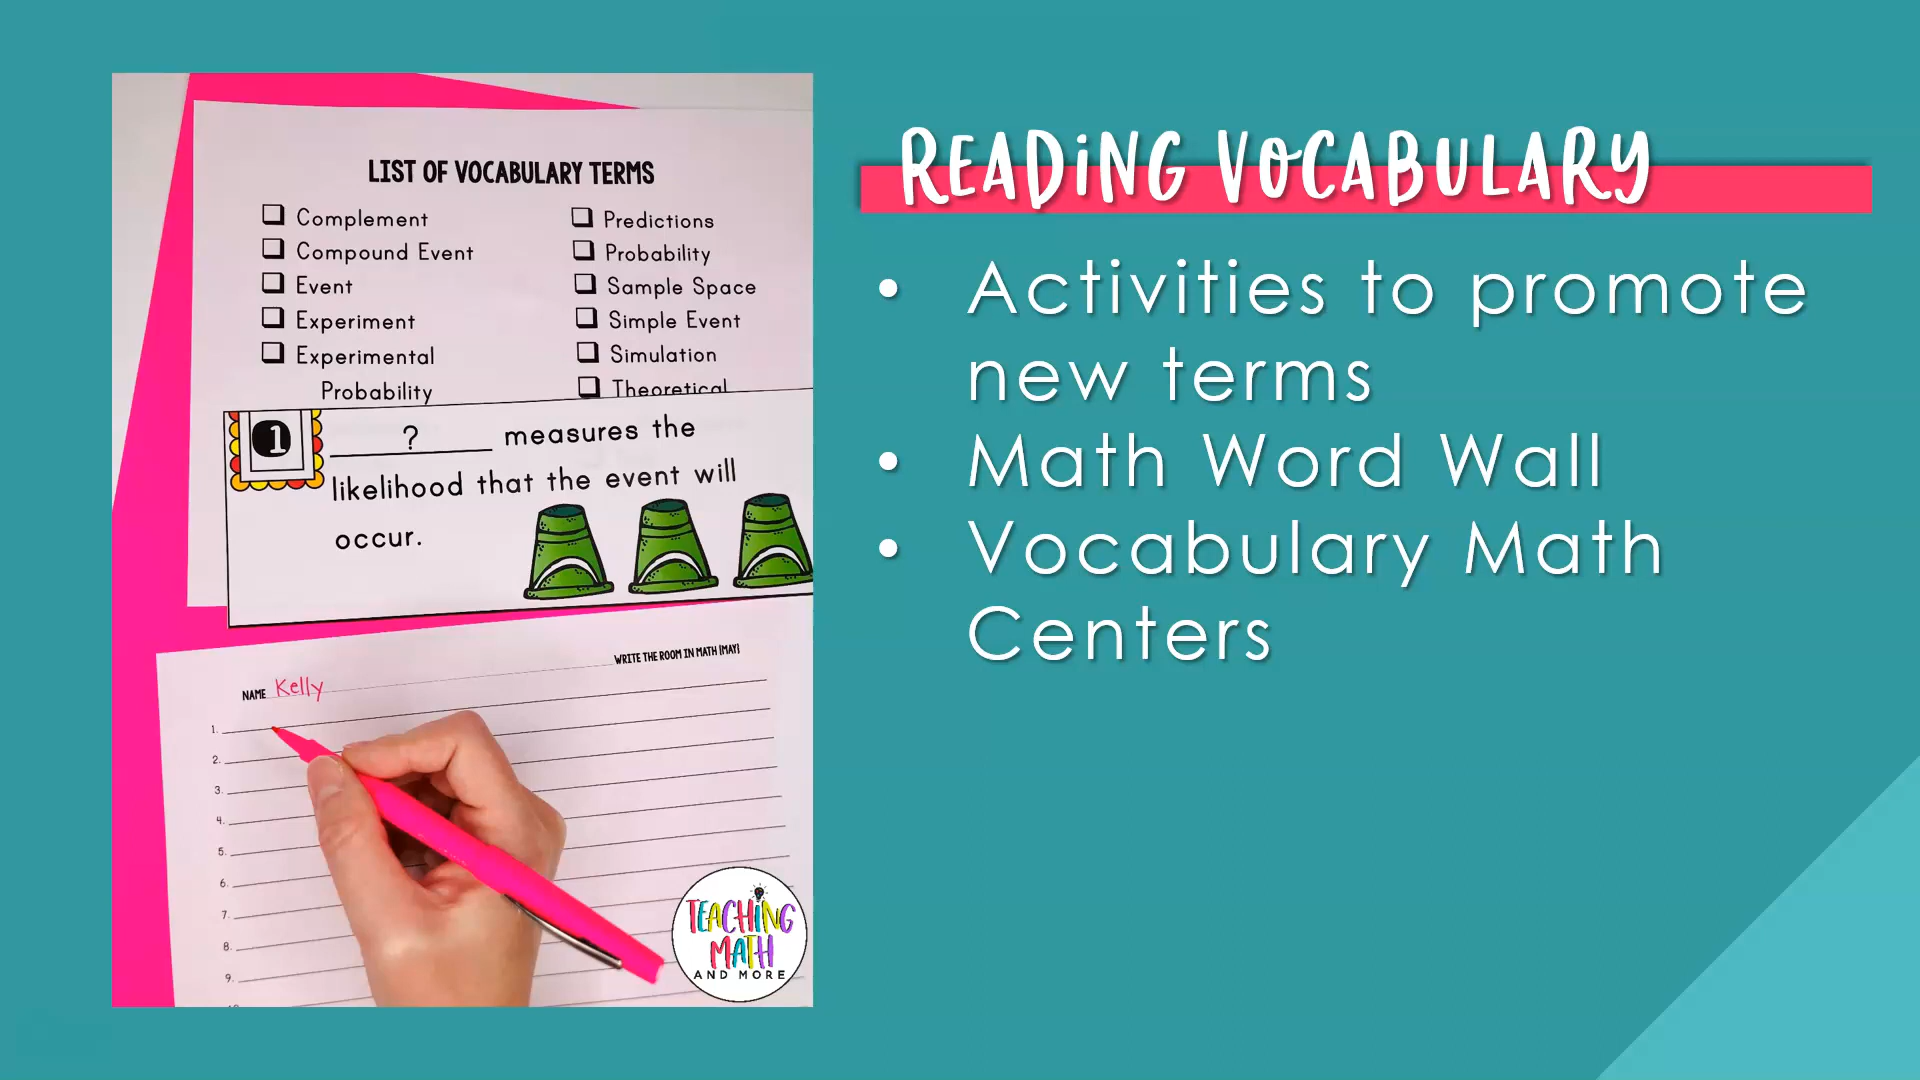 LIST OF VOCABULARY TERMS
Complement
Compound Event
Event
Experiment
Experimental
Probability
Predictions
Probability
Sample Space
Simple Event
Simulation
Theoretical
1
? measures the
likelihood that the event will
occur.
WRITE THE ROOM IN MATH {MAY}
NAME Kelly
1.
2.
3.
4.
5.
6.
7.
8.
9.
TEACHING
MATH
AND MORE
READING VOCABULARY
• Activities to promote
new terms
• Math Word Wall
• Vocabulary Math
Centers